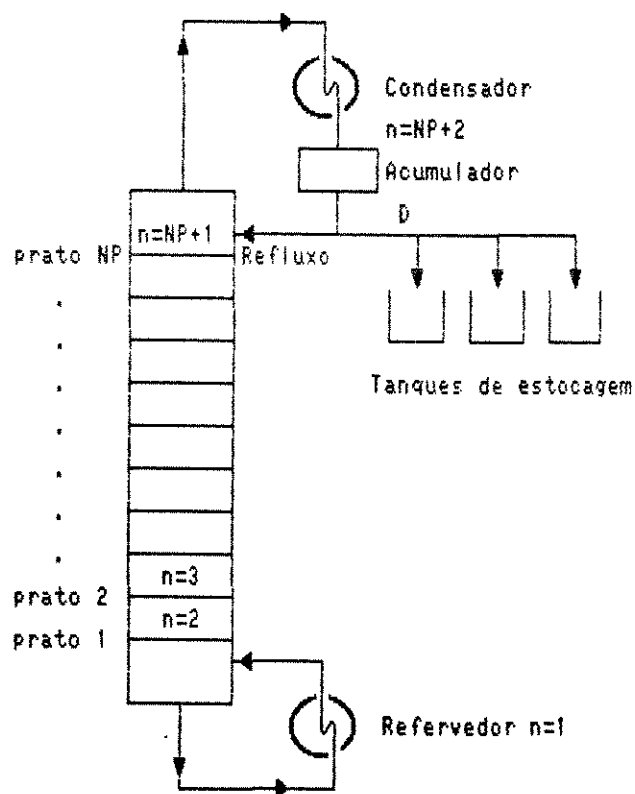 Condensador
n=NP+2
Acumulador
D
n=NP+1
prato NP
Refluxo
Tanques de estocagem
n=3
prato 2
n=2
prato 1
Refervedor n=1